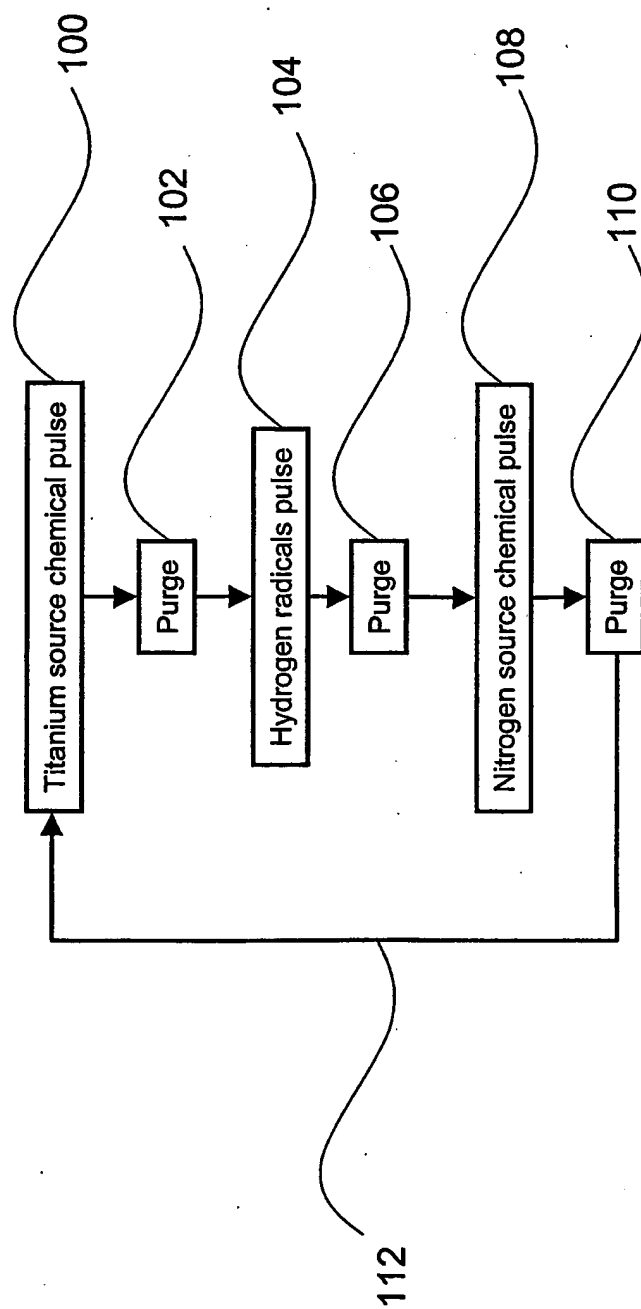 Titanium source chemical pulse
100
Purge
102
Hydrogen radicals pulse
104
Purge
106
Nitrogen source chemical pulse
108
Purge
110
112